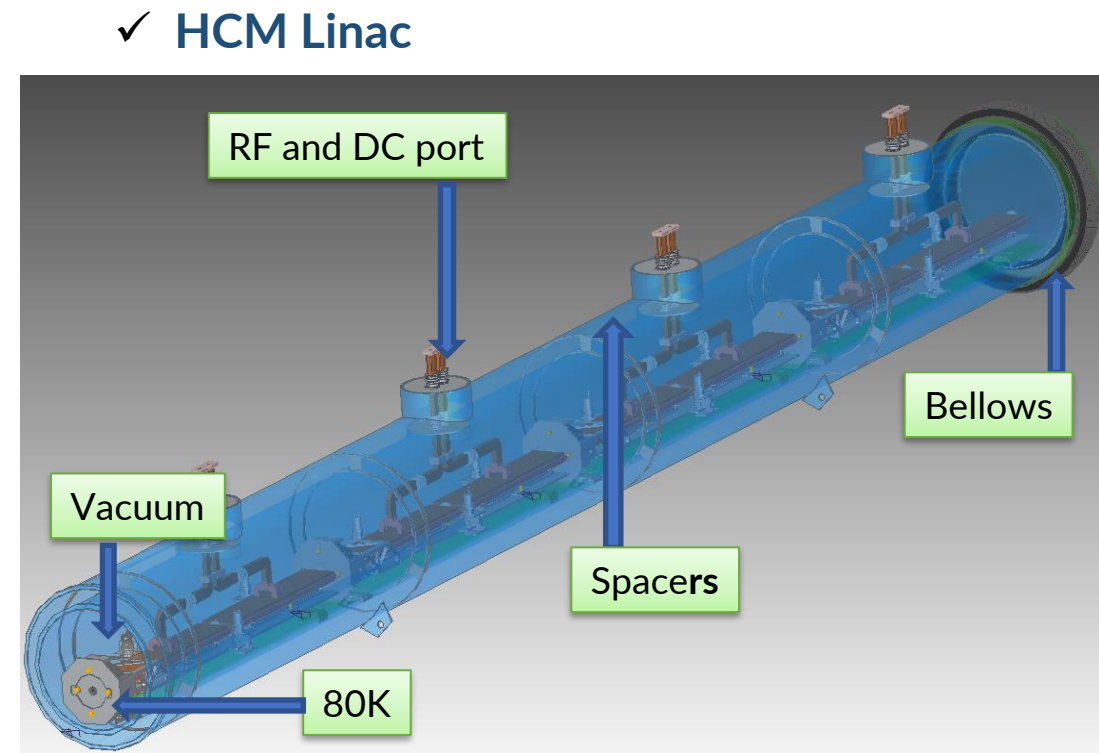 ✓ HCM Linac
RF and DC port
Bellows
Vacuum
Spacers
80K